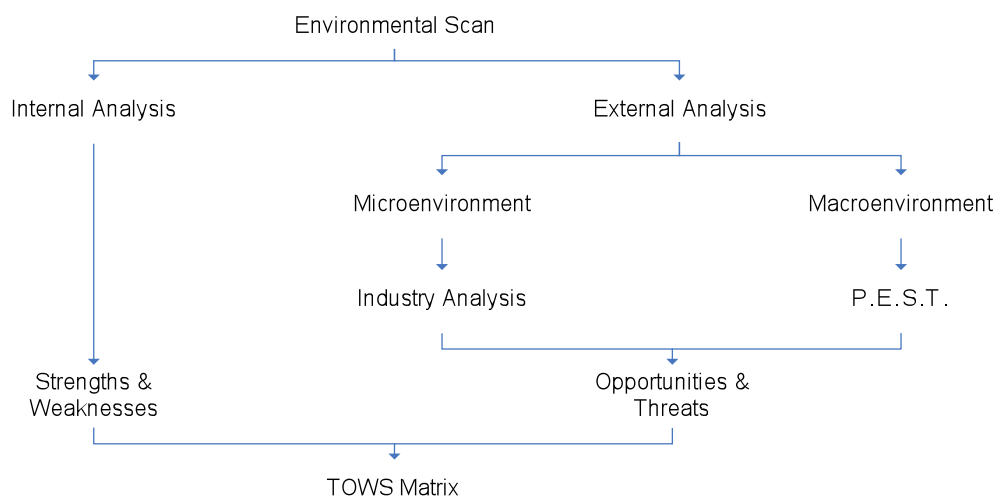 Environmental Scan
Internal Analysis
External Analysis
Microenvironment
Macroenvironment
Industry Analysis
P.E.S.T.
Strengths &
Weaknesses
Opportunities &
Threats
TOWS Matrix